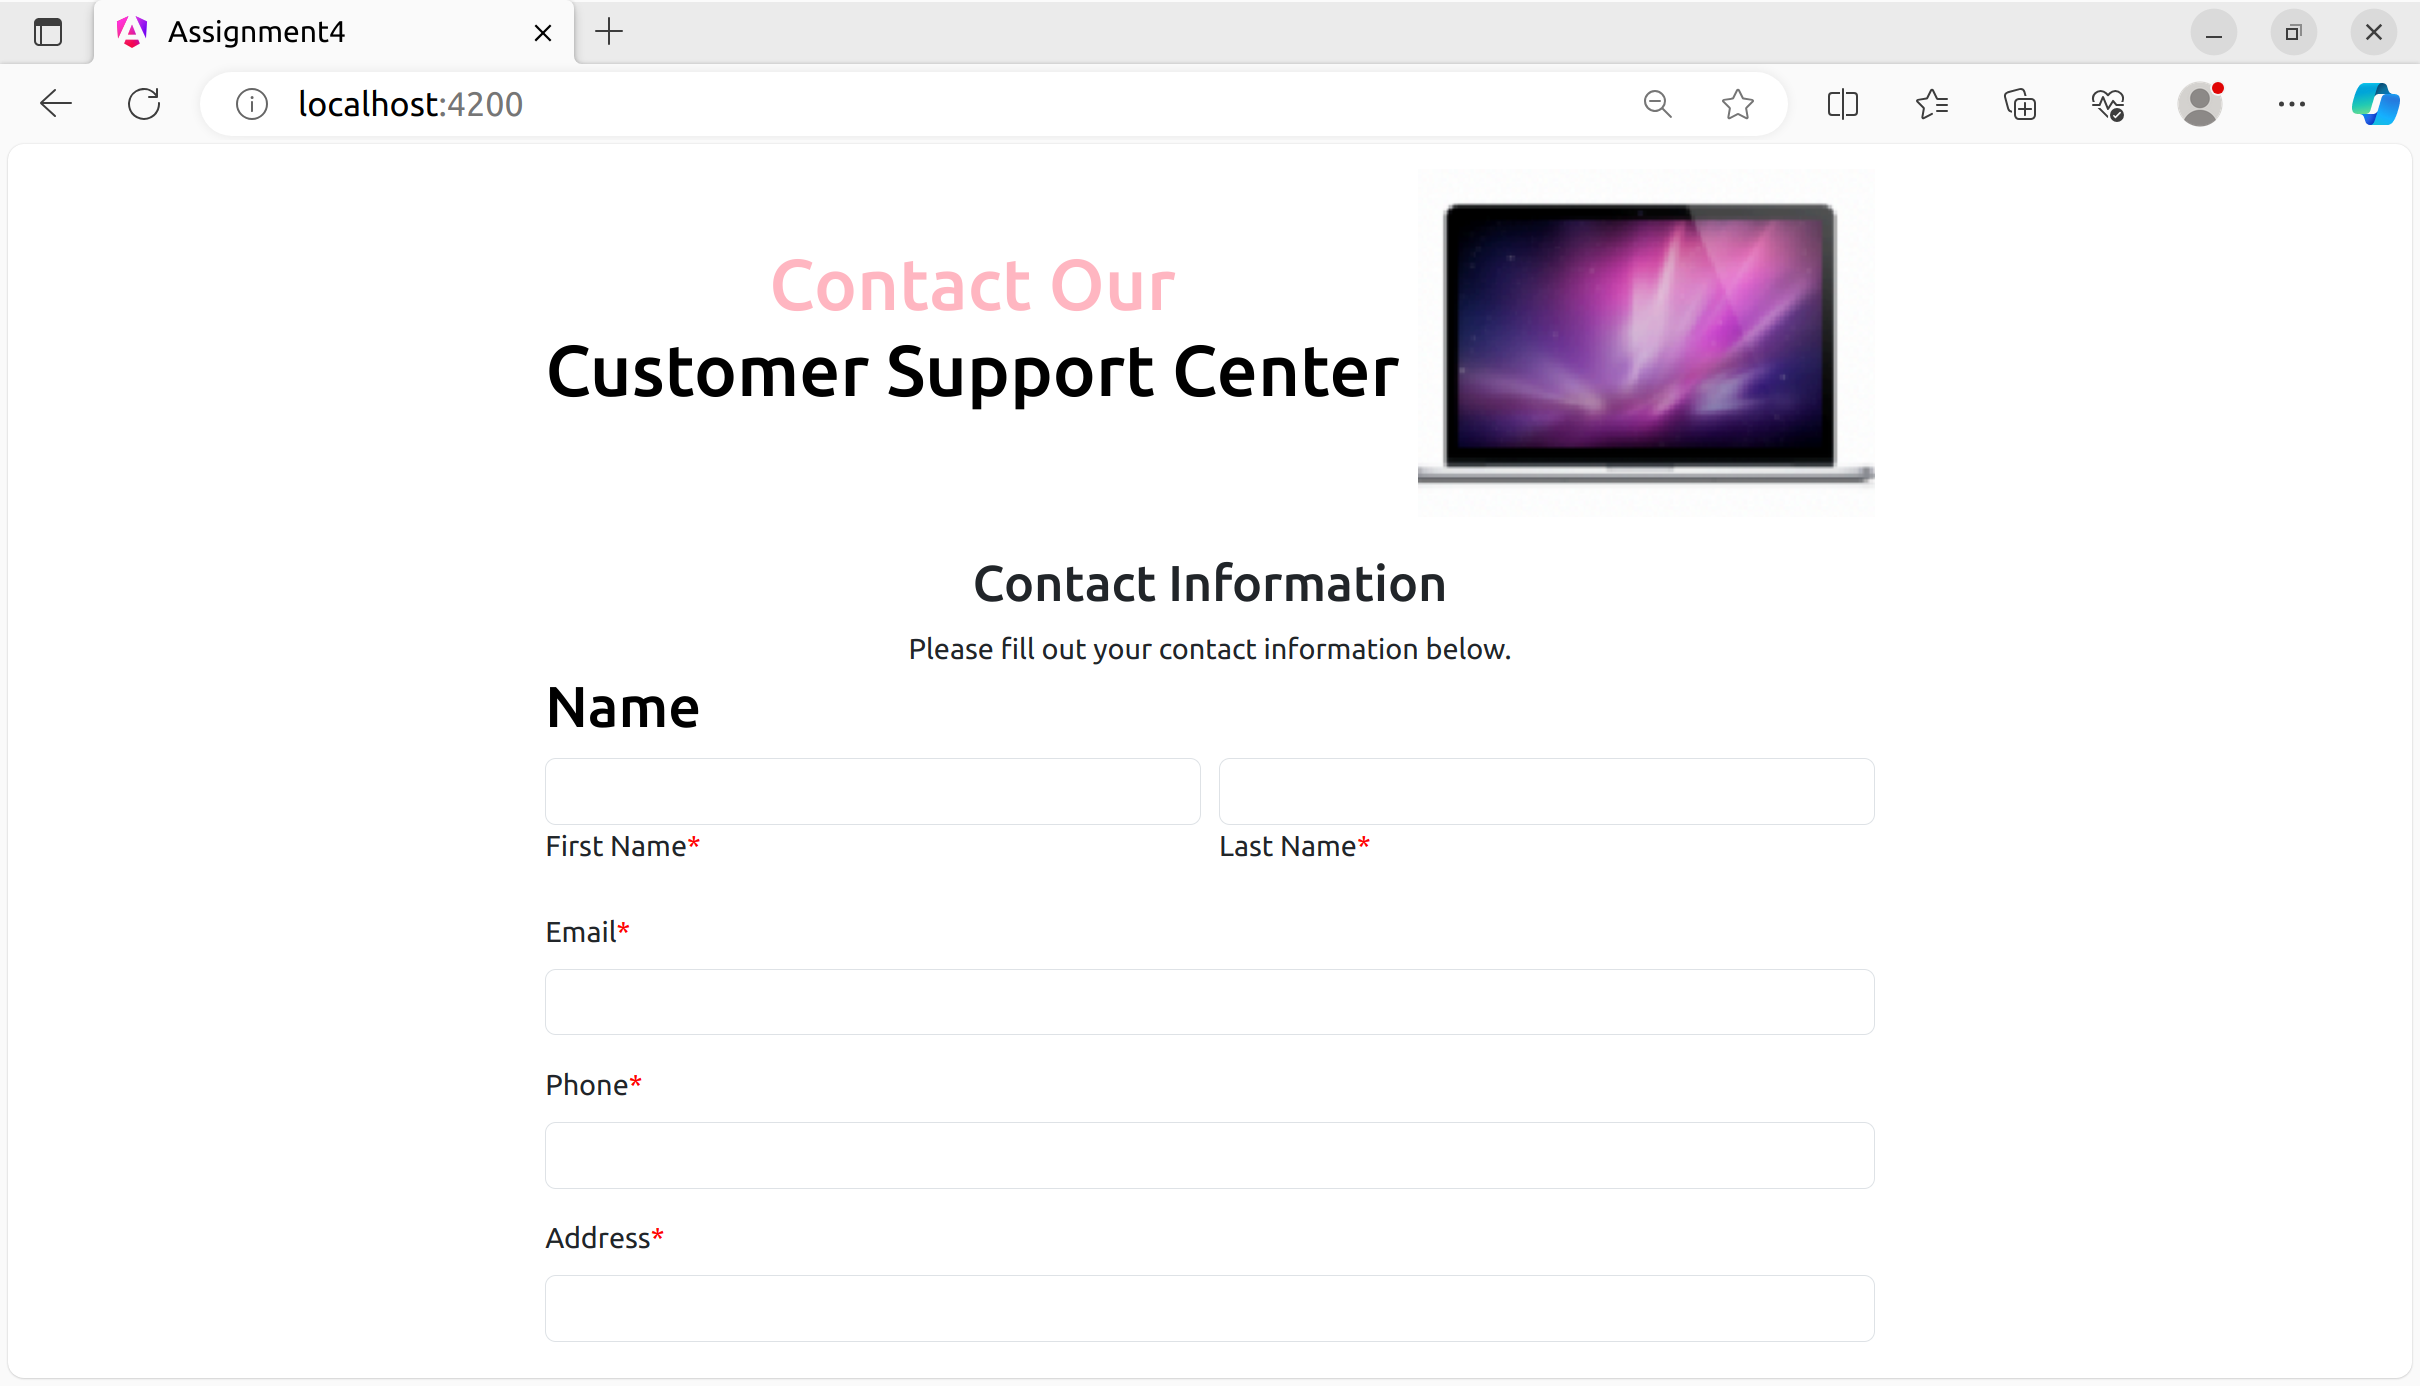 Assignment4
localhost:4200
Contact Our
Customer Support Center
Contact Information
Please fill out your contact information below.
Name
First Name*
Last Name*
Email*
Phone*
Address*